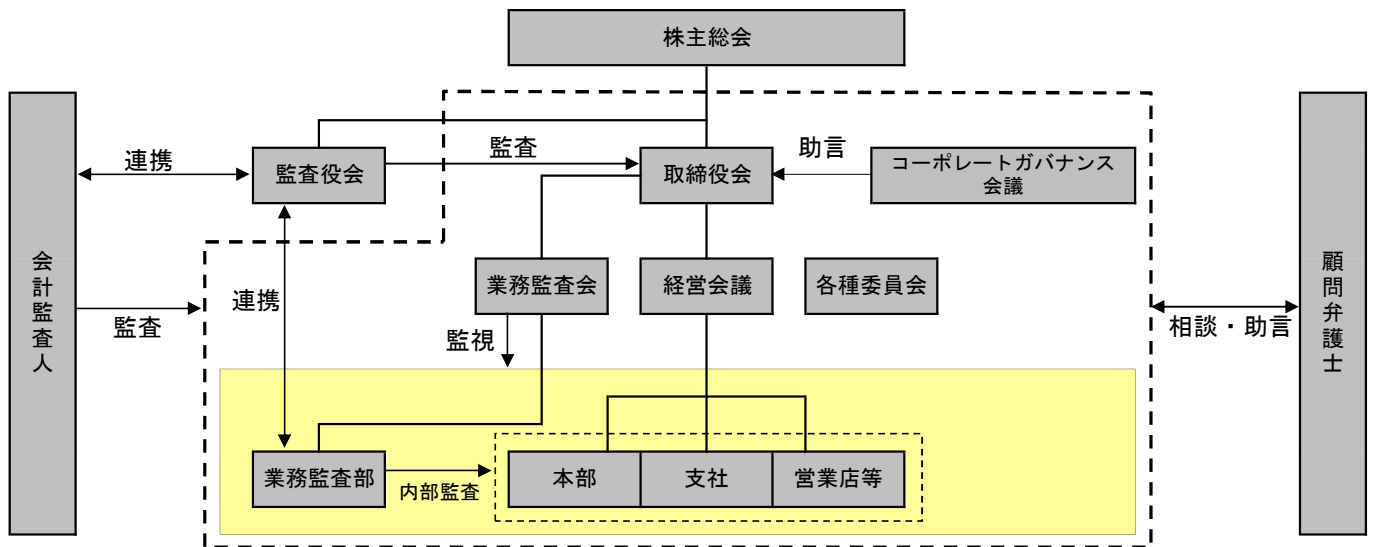 株主総会
連携
監査役会
監査
取締役会
助言
コーポレートガバナンス
会議
会計監査人
監査
連携
業務監査会
監視
経営会議
各種委員会
相談・助言
顧問弁護士
業務監査部
内部監査
本部
支社
営業店等